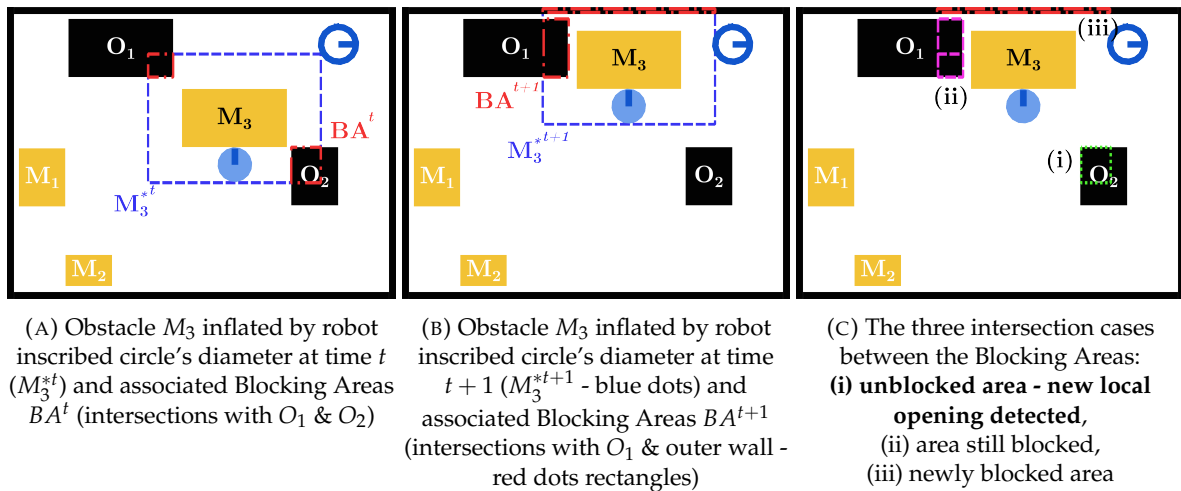 O₁
M₃
BAᵗ
M₁
O₂
M₃*ᵗ
M₂
O₁
M₃
BAᵗ⁺¹
M₃*ᵗ⁺¹
M₁
O₂
M₂
O₁
(iii)
M₃
(ii)
(i)
M₁
O₂
M₂
(A) Obstacle M₃ inflated by robot
inscribed circle's diameter at time t
(M₃*ᵗ) and associated Blocking Areas
BAᵗ (intersections with O₁ & O₂)
(B) Obstacle M₃ inflated by robot
inscribed circle's diameter at time
t + 1 (M₃*ᵗ⁺¹ - blue dots) and
associated Blocking Areas BAᵗ⁺¹
(intersections with O₁ & outer wall -
red dots rectangles)
(C) The three intersection cases
between the Blocking Areas:
(i) unblocked area - new local
opening detected,
(ii) area still blocked,
(iii) newly blocked area